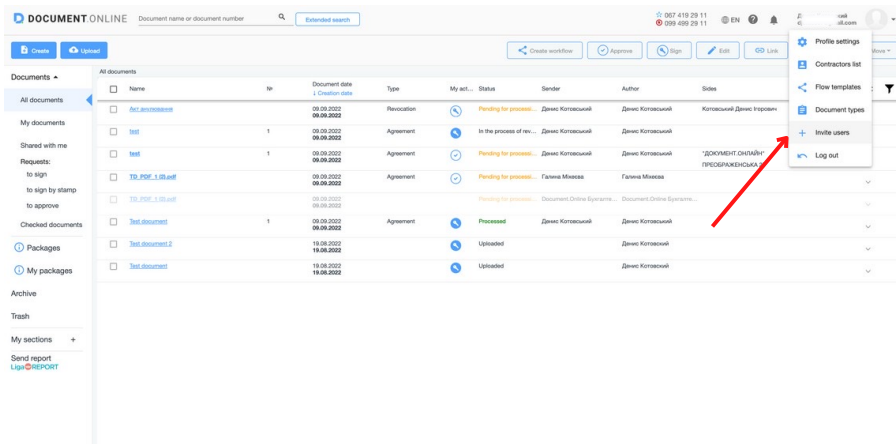 DOCUMENT.ONLINE
Document name or document number
Extended search
067 419 29 11
099 499 29 11
EN
Create
Upload
Create workflow
Approve
Sign
Edit
Link
Move
Profile settings
Contractors list
Flow templates
Document types
Invite users
Log out
Documents
All documents
My documents
Shared with me
Requests:
to sign
to sign by stamp
to approve
Checked documents
Packages
My packages
Archive
Trash
My sections +
Send report
Liga REPORT
All documents
Name № Document date ↓ Creation date Type My act... Status Sender Author Sides
Акт анулювання 09.09.2022 09.09.2022 Revocation Pending for processi... Денис Котовський Денис Котовський Котовський Денис Ігорович
test 1 09.09.2022 09.09.2022 Agreement In the process of rev... Денис Котовський Денис Котовський
test 1 09.09.2022 09.09.2022 Agreement Pending for processi... Денис Котовський Денис Котовський "ДОКУМЕНТ.ОНЛАЙН"
ПРЕОБРАЖЕНСЬКА
TD_PDF_1 (2).pdf 09.09.2022 09.09.2022 Agreement Pending for processi... Галина Міхеєва Галина Міхеєва
TD_PDF_1 (2).pdf 09.09.2022 09.09.2022 Pending for processi... Document.Online Бухгалте... Document.Online Бухгалте...
Test document 1 09.09.2022 09.09.2022 Agreement Processed Денис Котовський
Test document 2 19.08.2022 19.08.2022 Uploaded Денис Котовский
Test document 19.08.2022 19.08.2022 Uploaded Денис Котовский